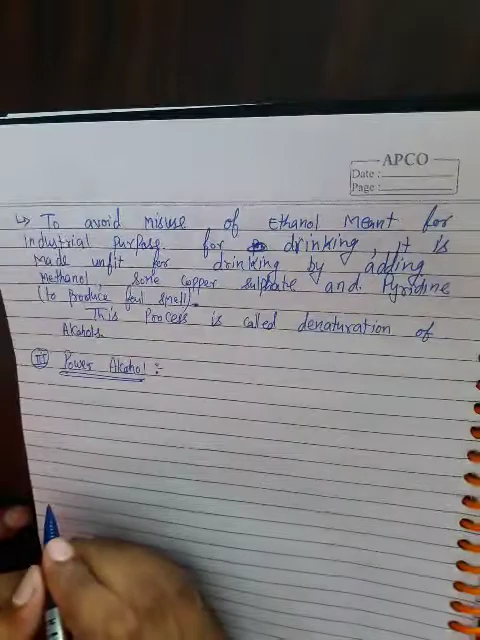 APCO
Date :
Page :
↳ To avoid misuse of Ethanol Meant for
industrial purpose for drinking, it is
made unfit for drinking by adding
methanol, some copper sulphate and Pyridine
(to produce foul smell).
This Process is called denaturation of
Alcohols.
(II) Power Alcohol :-